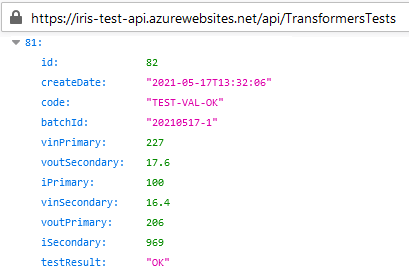 https://iris-test-api.azurewebsites.net/api/TransformersTests
81:
id: 82
createDate: "2021-05-17T13:32:06"
code: "TEST-VAL-OK"
batchId: "20210517-1"
vinPrimary: 227
voutSecondary: 17.6
iPrimary: 100
vinSecondary: 16.4
voutPrimary: 206
iSecondary: 969
testResult: "OK"